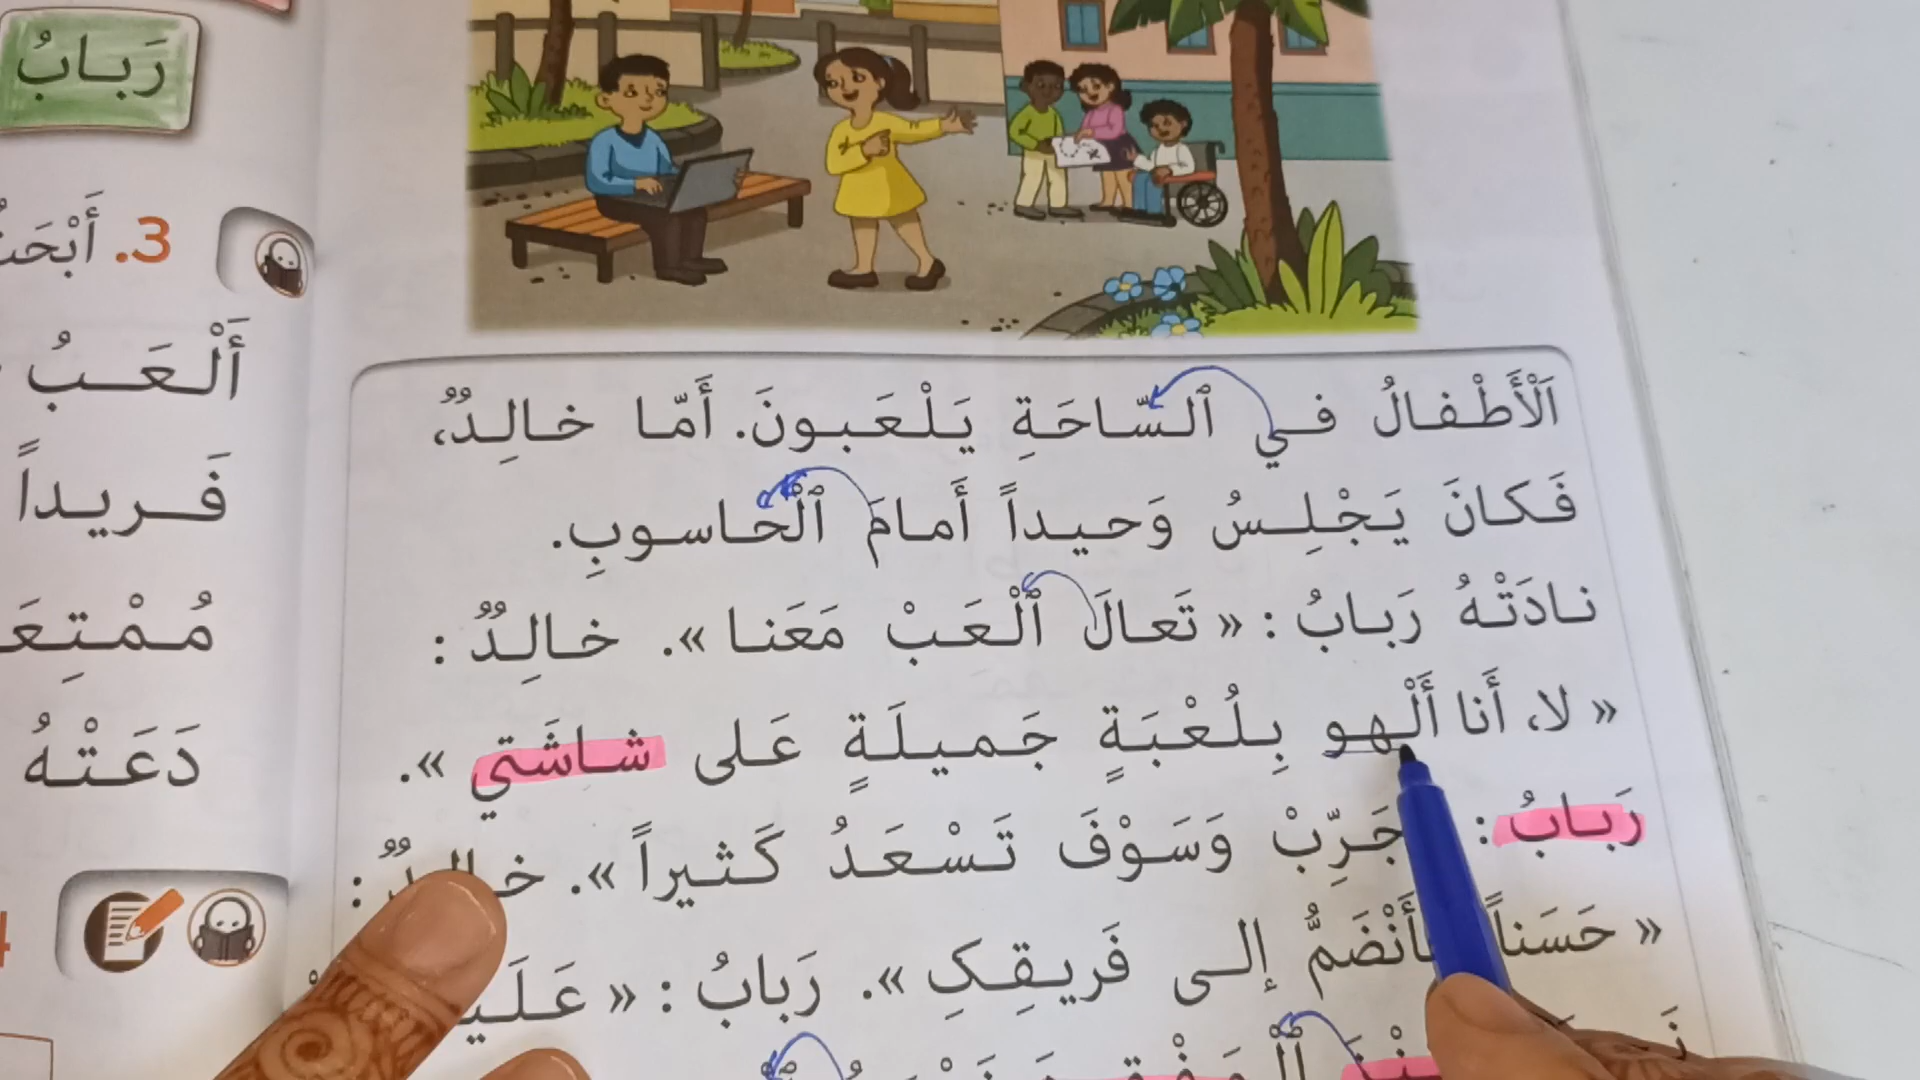 اَلْأَطْفالُ في ٱلسّاحَةِ يَلْعَبونَ. أَمّا خالِدٌ،
فَكانَ يَجْلِسُ وَحيداً أَمامَ ٱلْحاسوبِ.
نادَتْهُ رَبابُ : « تَعالَ ٱلْعَبْ مَعَنا ». خالِدٌ :
« لا، أَنا أَلْهو بِلُعْبَةٍ جَميلَةٍ عَلى شاشَتي ».
رَبابُ : جَرِّبْ وَسَوْفَ تَسْعَدُ كَثيراً ». خالِدٌ :
« حَسَناً أَنْضَمُّ إلى فَريقِكِ ». رَبابُ : «
رَبابُ
3.
أَلْعَبُ
فَريداً
دَعَتْهُ